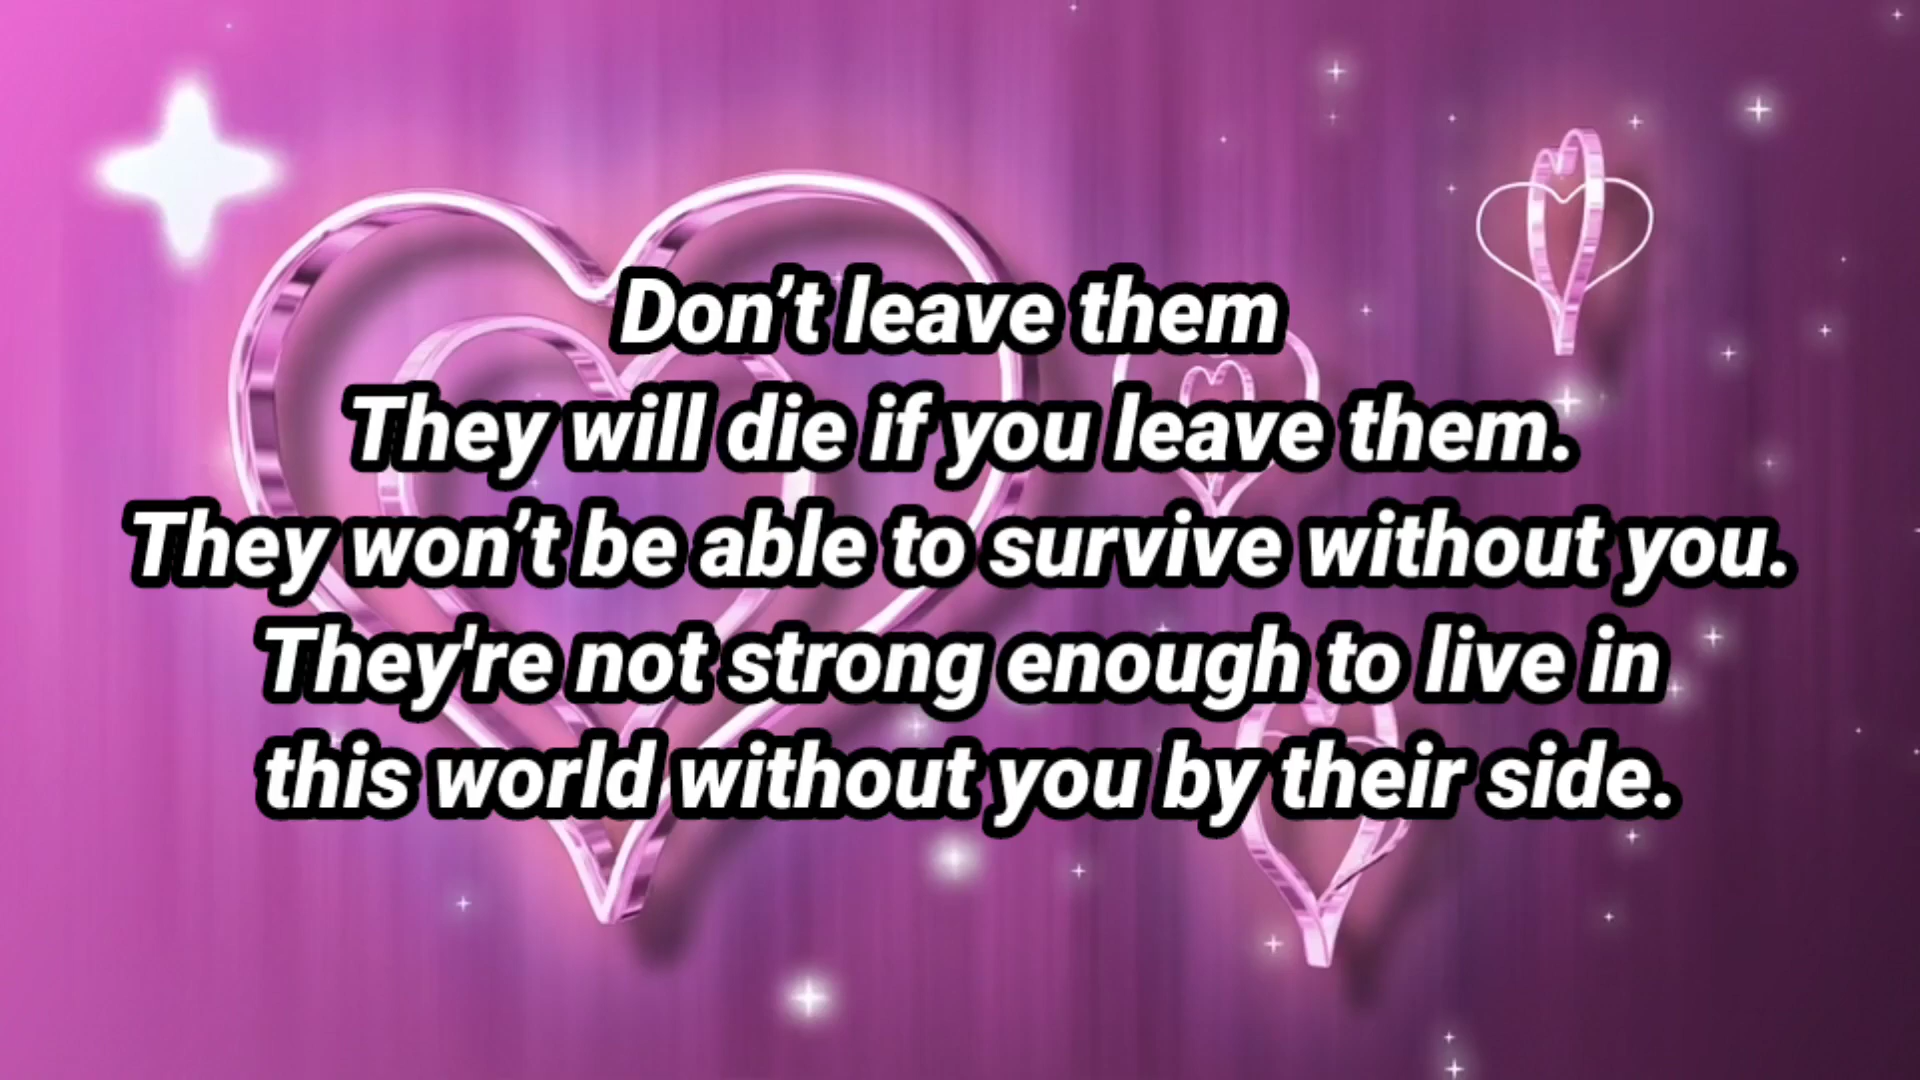 Don’t leave them
They will die if you leave them.
They won’t be able to survive without you.
They're not strong enough to live in
this world without you by their side.